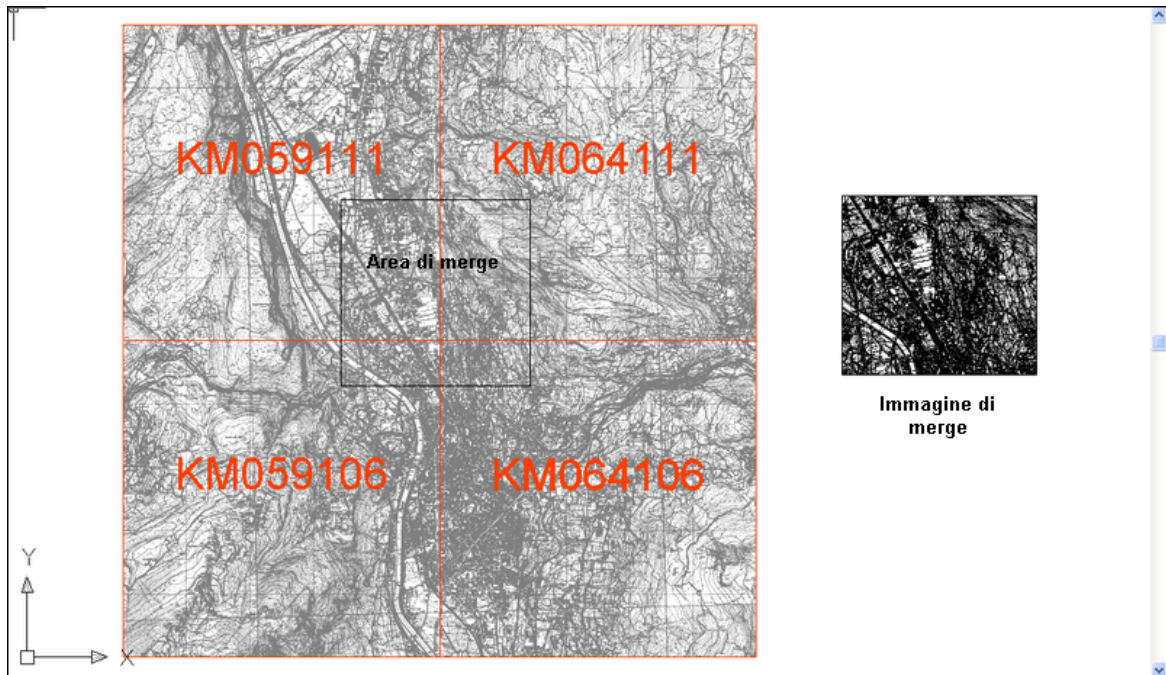 KM059111
KM064111
Area di merge
Immagine di
merge
KM059106
KM064106
Y
X